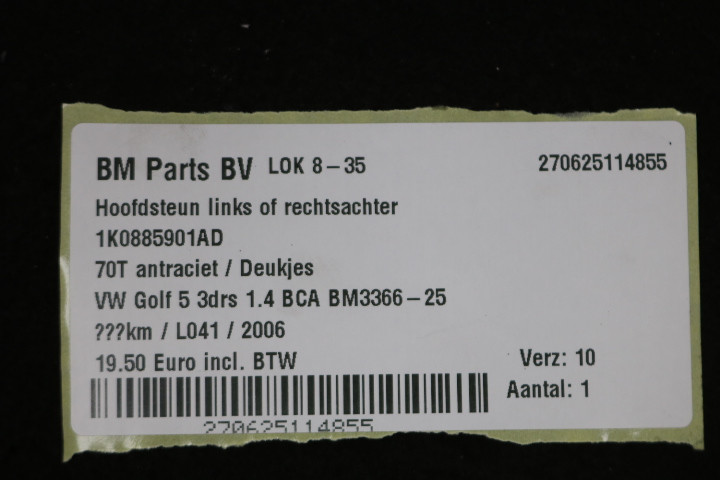 BM Parts BV LOK 8-35 270625114855
Hoofdsteun links of rechtsachter
1K0885901AD
70T antraciet / Deukjes
VW Golf 5 3drs 1.4 BCA BM3366-25
???km / L041 / 2006
19.50 Euro incl. BTW Verz: 10
Aantal: 1
270625114855